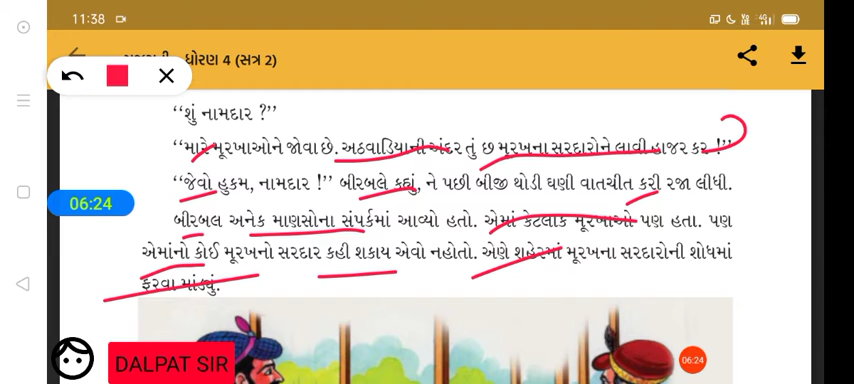 11:38
ધોરણ 4 (સત્ર 2)
“શું નામદાર ?”
“મારે મૂરખાઓને જોવા છે. અઠવાડિયાની અંદર તું છ મૂરખના સરદારોને લાવી હાજર કર !”
“જેવો હુકમ, નામદાર !” બીરબલે કહ્યું, ને પછી બીજી થોડી ઘણી વાતચીત કરી રજા લીધી.
06:24
બીરબલ અનેક માણસોના સંપર્કમાં આવ્યો હતો. એમાં કેટલાક મૂરખાઓ પણ હતા. પણ
એમાંનો કોઈ મૂરખનો સરદાર કહી શકાય એવો નહોતો. એણે શહેરમાં મૂરખના સરદારોની શોધમાં
ફરવા માંડ્યું.
DALPAT SIR
06:24